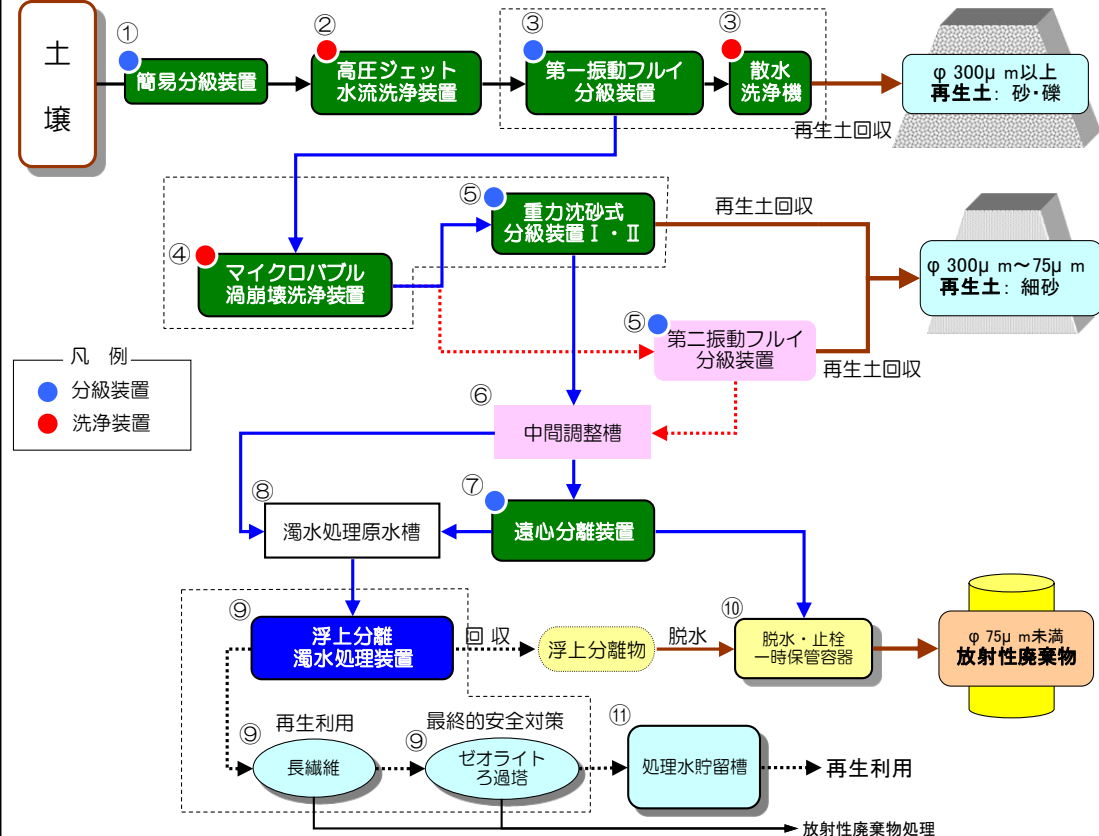 土
壌
①
簡易分級装置
②
高圧ジェット
水流洗浄装置
③
第一振動フルイ
分級装置
③
散水
洗浄機
φ 300μ m以上
再生土: 砂・礫
再生土回収
④
マイクロバブル
渦崩壊洗浄装置
⑤
重力沈砂式
分級装置Ⅰ・Ⅱ
再生土回収
φ 300μ m～75μ m
再生土: 細砂
⑤
第二振動フルイ
分級装置
再生土回収
凡 例
分級装置
洗浄装置
⑥
中間調整槽
⑦
遠心分離装置
⑧
濁水処理原水槽
⑨
浮上分離
濁水処理装置
回 収
浮上分離物
脱水
⑩
脱水・止栓
一時保管容器
φ 75μ m未満
放射性廃棄物
再生利用
⑨
長繊維
最終的安全対策
⑨
ゼオライト
ろ過塔
⑪
処理水貯留槽
再生利用
放射性廃棄物処理